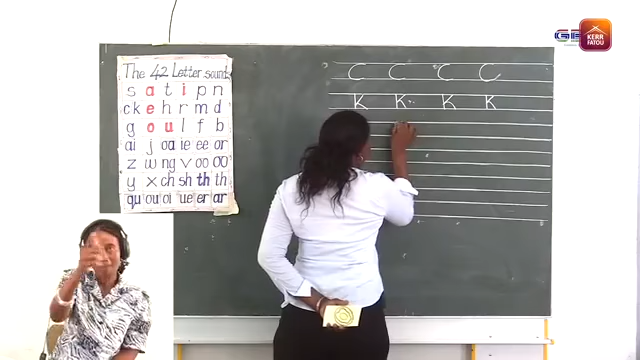 The 42 Letter sounds
s a t i p n
ck e h r m d
g o u l f b
ai j oa ie ee or
z w ng v oo oo
y x ch sh th th
qu ou oi ue er ar
C C C C
K K K K
KERR
FATOU